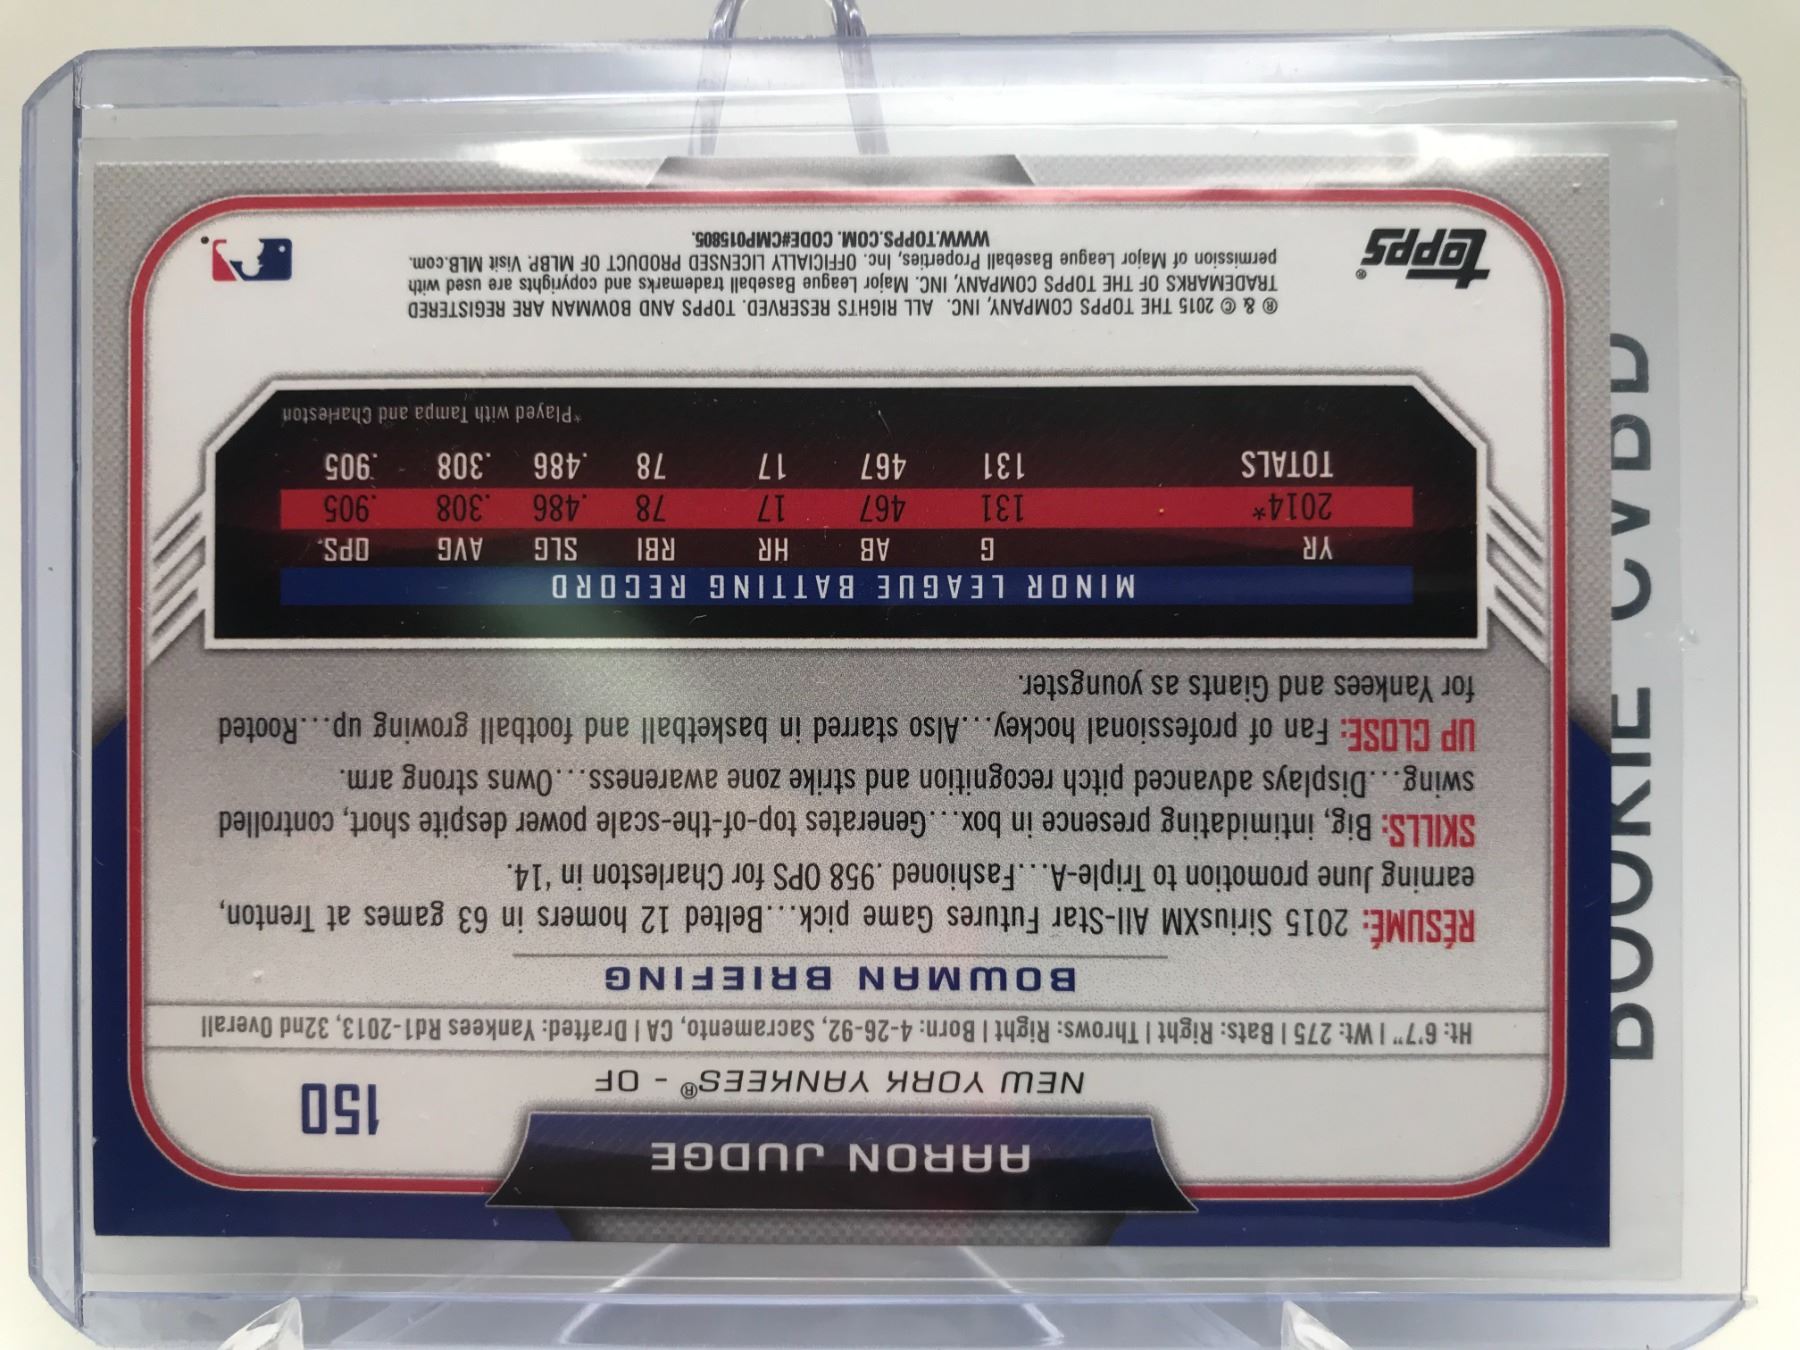 AARON JUDGE
NEW YORK YANKEES® - OF
150
Ht: 6'7" | Wt: 275 | Bats: Right | Throws: Right | Born: 4-26-92, Sacramento, CA | Drafted: Yankees Rd1-2013, 32nd Overall
BOWMAN BRIEFING
RÉSUMÉ: 2015 SiriusXM All-Star Futures Game pick...Belted 12 homers in 63 games at Trenton,
earning June promotion to Triple-A...Fashioned .958 OPS for Charleston in '14.
SKILLS: Big, intimidating presence in box...Generates top-of-the-scale power despite short, controlled
swing...Displays advanced pitch recognition and strike zone awareness...Owns strong arm.
UP CLOSE: Fan of professional hockey...Also starred in basketball and football growing up...Rooted
for Yankees and Giants as youngster.
MINOR LEAGUE BATTING RECORD
YR G AB HR RBI SLG AVG OPS.
2014* 131 467 17 78 .486 .308 .905
TOTALS 131 467 17 78 .486 .308 .905
*Played with Tampa and Charleston
® & © 2015 THE TOPPS COMPANY, INC. ALL RIGHTS RESERVED. TOPPS AND BOWMAN ARE REGISTERED
TRADEMARKS OF THE TOPPS COMPANY, INC. Major League Baseball trademarks and copyrights are used with
permission of Major League Baseball Properties, Inc. OFFICIALLY LICENSED PRODUCT OF MLBP. Visit MLB.com.
WWW.TOPPS.COM. CODE#CMP015805.
topps®
ROOKIE CARD